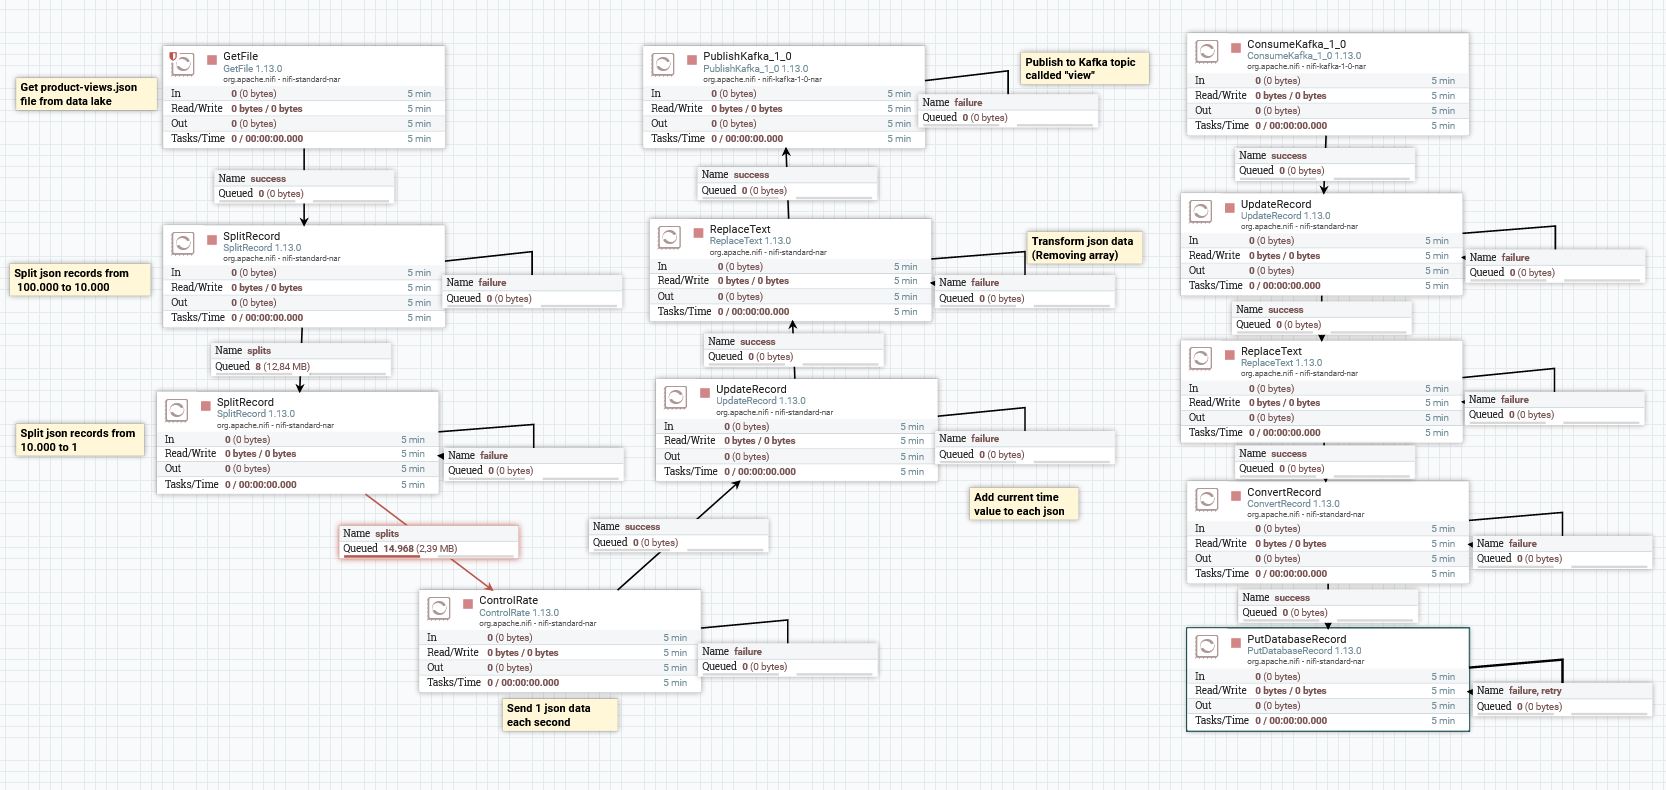 Get product-views.json
file from data lake
GetFile
GetFile 1.13.0
org.apache.nifi - nifi-standard-nar
In 0 (0 bytes) 5 min
Read/Write 0 bytes / 0 bytes 5 min
Out 0 (0 bytes) 5 min
Tasks/Time 0 / 00:00:00.000 5 min
Name success
Queued 0 (0 bytes)
Split json records from
100.000 to 10.000
SplitRecord
SplitRecord 1.13.0
org.apache.nifi - nifi-standard-nar
In 0 (0 bytes) 5 min
Read/Write 0 bytes / 0 bytes 5 min
Out 0 (0 bytes) 5 min
Tasks/Time 0 / 00:00:00.000 5 min
Name failure
Queued 0 (0 bytes)
Name splits
Queued 8 (12,84 MB)
Split json records from
10.000 to 1
SplitRecord
SplitRecord 1.13.0
org.apache.nifi - nifi-standard-nar
In 0 (0 bytes) 5 min
Read/Write 0 bytes / 0 bytes 5 min
Out 0 (0 bytes) 5 min
Tasks/Time 0 / 00:00:00.000 5 min
Name failure
Queued 0 (0 bytes)
Name splits
Queued 14.968 (2,39 MB)
ControlRate
ControlRate 1.13.0
org.apache.nifi - nifi-standard-nar
In 0 (0 bytes) 5 min
Read/Write 0 bytes / 0 bytes 5 min
Out 0 (0 bytes) 5 min
Tasks/Time 0 / 00:00:00.000 5 min
Name failure
Queued 0 (0 bytes)
Send 1 json data
each second
Name success
Queued 0 (0 bytes)
UpdateRecord
UpdateRecord 1.13.0
org.apache.nifi - nifi-standard-nar
In 0 (0 bytes) 5 min
Read/Write 0 bytes / 0 bytes 5 min
Out 0 (0 bytes) 5 min
Tasks/Time 0 / 00:00:00.000 5 min
Name failure
Queued 0 (0 bytes)
Add current time
value to each json
Name success
Queued 0 (0 bytes)
ReplaceText
ReplaceText 1.13.0
org.apache.nifi - nifi-standard-nar
In 0 (0 bytes) 5 min
Read/Write 0 bytes / 0 bytes 5 min
Out 0 (0 bytes) 5 min
Tasks/Time 0 / 00:00:00.000 5 min
Transform json data
(Removing array)
Name failure
Queued 0 (0 bytes)
Name success
Queued 0 (0 bytes)
PublishKafka_1_0
PublishKafka_1_0 1.13.0
org.apache.nifi - nifi-kafka-1-0-nar
In 0 (0 bytes) 5 min
Read/Write 0 bytes / 0 bytes 5 min
Out 0 (0 bytes) 5 min
Tasks/Time 0 / 00:00:00.000 5 min
Publish to Kafka topic
callded "view"
Name failure
Queued 0 (0 bytes)
ConsumeKafka_1_0
ConsumeKafka_1_0 1.13.0
org.apache.nifi - nifi-kafka-1-0-nar
In 0 (0 bytes) 5 min
Read/Write 0 bytes / 0 bytes 5 min
Out 0 (0 bytes) 5 min
Tasks/Time 0 / 00:00:00.000 5 min
Name success
Queued 0 (0 bytes)
UpdateRecord
UpdateRecord 1.13.0
org.apache.nifi - nifi-standard-nar
In 0 (0 bytes) 5 min
Read/Write 0 bytes / 0 bytes 5 min
Out 0 (0 bytes) 5 min
Tasks/Time 0 / 00:00:00.000 5 min
Name failure
Queued 0 (0 bytes)
Name success
Queued 0 (0 bytes)
ReplaceText
ReplaceText 1.13.0
org.apache.nifi - nifi-standard-nar
In 0 (0 bytes) 5 min
Read/Write 0 bytes / 0 bytes 5 min
Out 0 (0 bytes) 5 min
Tasks/Time 0 / 00:00:00.000 5 min
Name failure
Queued 0 (0 bytes)
Name success
Queued 0 (0 bytes)
ConvertRecord
ConvertRecord 1.13.0
org.apache.nifi - nifi-standard-nar
In 0 (0 bytes) 5 min
Read/Write 0 bytes / 0 bytes 5 min
Out 0 (0 bytes) 5 min
Tasks/Time 0 / 00:00:00.000 5 min
Name failure
Queued 0 (0 bytes)
Name success
Queued 0 (0 bytes)
PutDatabaseRecord
PutDatabaseRecord 1.13.0
org.apache.nifi - nifi-standard-nar
In 0 (0 bytes) 5 min
Read/Write 0 bytes / 0 bytes 5 min
Out 0 (0 bytes) 5 min
Tasks/Time 0 / 00:00:00.000 5 min
Name failure, retry
Queued 0 (0 bytes)